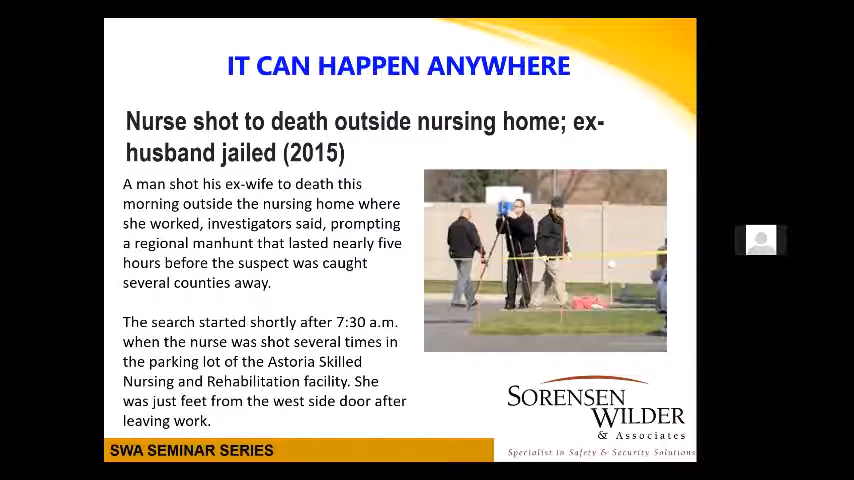 IT CAN HAPPEN ANYWHERE
Nurse shot to death outside nursing home; ex-
husband jailed (2015)
A man shot his ex-wife to death this
morning outside the nursing home where
she worked, investigators said, prompting
a regional manhunt that lasted nearly five
hours before the suspect was caught
several counties away.
The search started shortly after 7:30 a.m.
when the nurse was shot several times in
the parking lot of the Astoria Skilled
Nursing and Rehabilitation facility. She
was just feet from the west side door after
leaving work.
SORENSEN
WILDER
& Associates
Specialist in Safety & Security Solutions
SWA SEMINAR SERIES